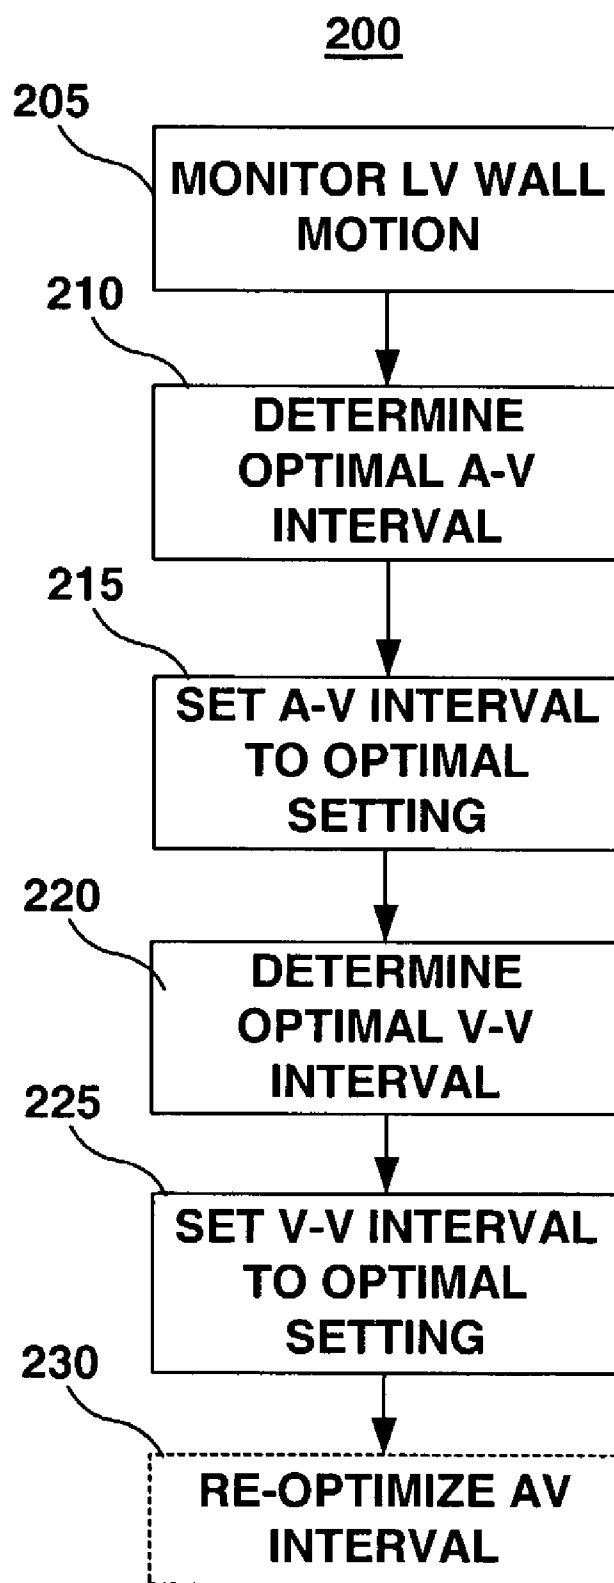 200
205
MONITOR LV WALL
MOTION
210
DETERMINE
OPTIMAL A-V
INTERVAL
215
SET A-V INTERVAL
TO OPTIMAL
SETTING
220
DETERMINE
OPTIMAL V-V
INTERVAL
225
SET V-V INTERVAL
TO OPTIMAL
SETTING
230
RE-OPTIMIZE AV
INTERVAL